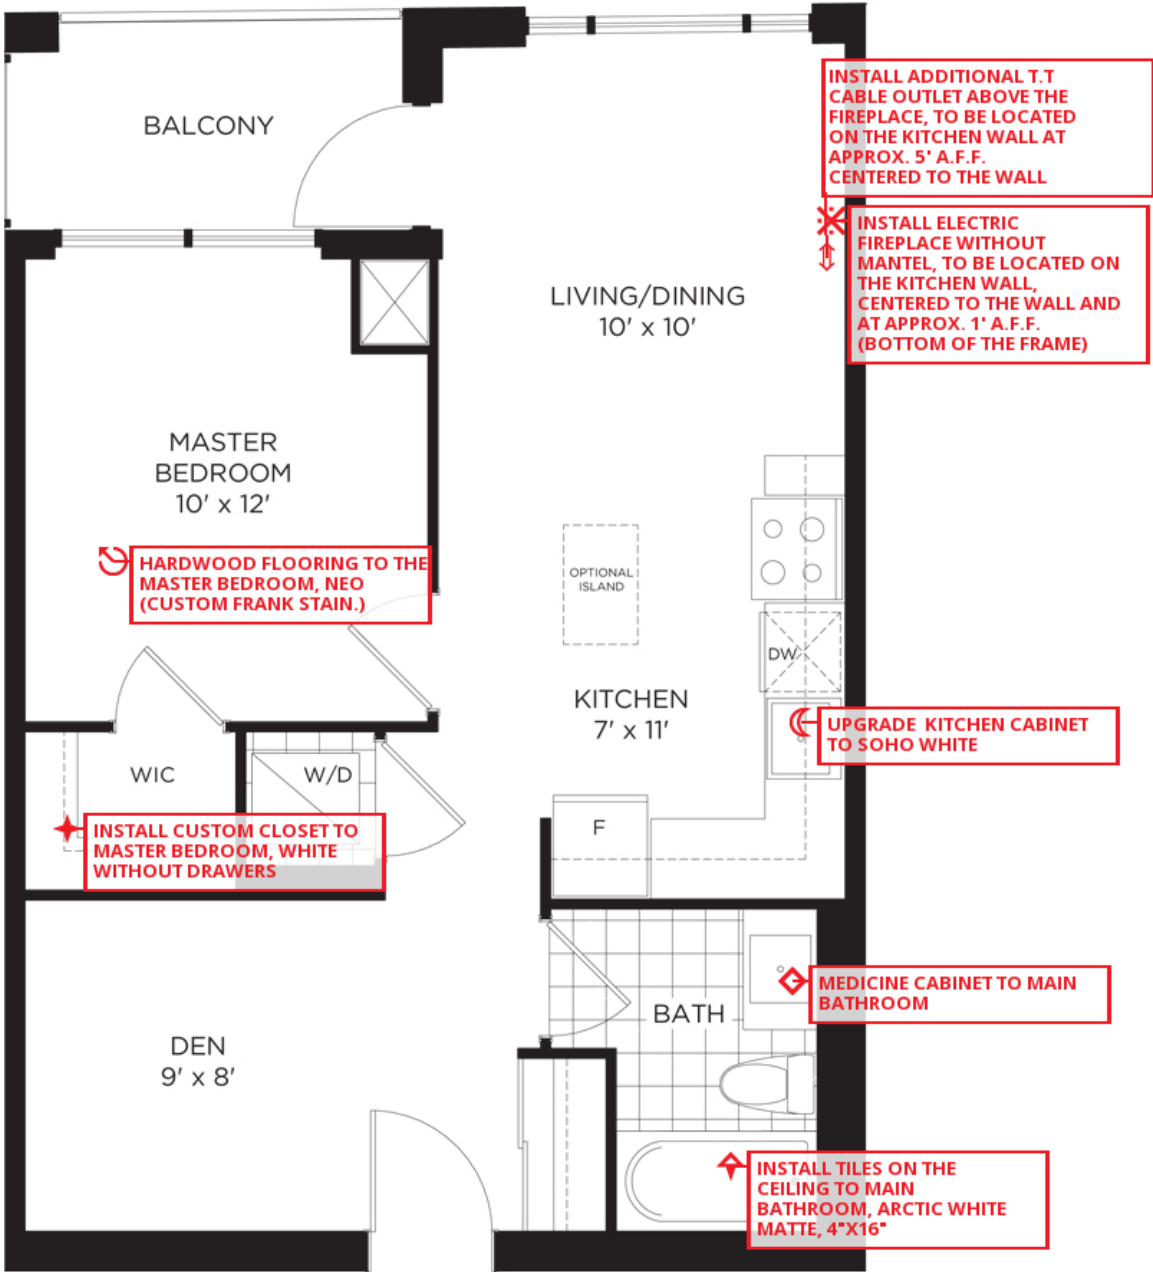 BALCONY
INSTALL ADDITIONAL T.T
CABLE OUTLET ABOVE THE
FIREPLACE, TO BE LOCATED
ON THE KITCHEN WALL AT
APPROX. 5' A.F.F.
CENTERED TO THE WALL
INSTALL ELECTRIC
FIREPLACE WITHOUT
MANTEL, TO BE LOCATED ON
THE KITCHEN WALL,
CENTERED TO THE WALL AND
AT APPROX. 1' A.F.F.
(BOTTOM OF THE FRAME)
LIVING/DINING
10' x 10'
MASTER
BEDROOM
10' x 12'
HARDWOOD FLOORING TO THE
MASTER BEDROOM, NEO
(CUSTOM FRANK STAIN.)
OPTIONAL
ISLAND
DW
KITCHEN
7' x 11'
UPGRADE  KITCHEN CABINET
TO SOHO WHITE
WIC
W/D
INSTALL CUSTOM CLOSET TO
MASTER BEDROOM, WHITE
WITHOUT DRAWERS
F
MEDICINE CABINET TO MAIN
BATHROOM
BATH
DEN
9' x 8'
INSTALL TILES ON THE
CEILING TO MAIN
BATHROOM, ARCTIC WHITE
MATTE, 4"X16"